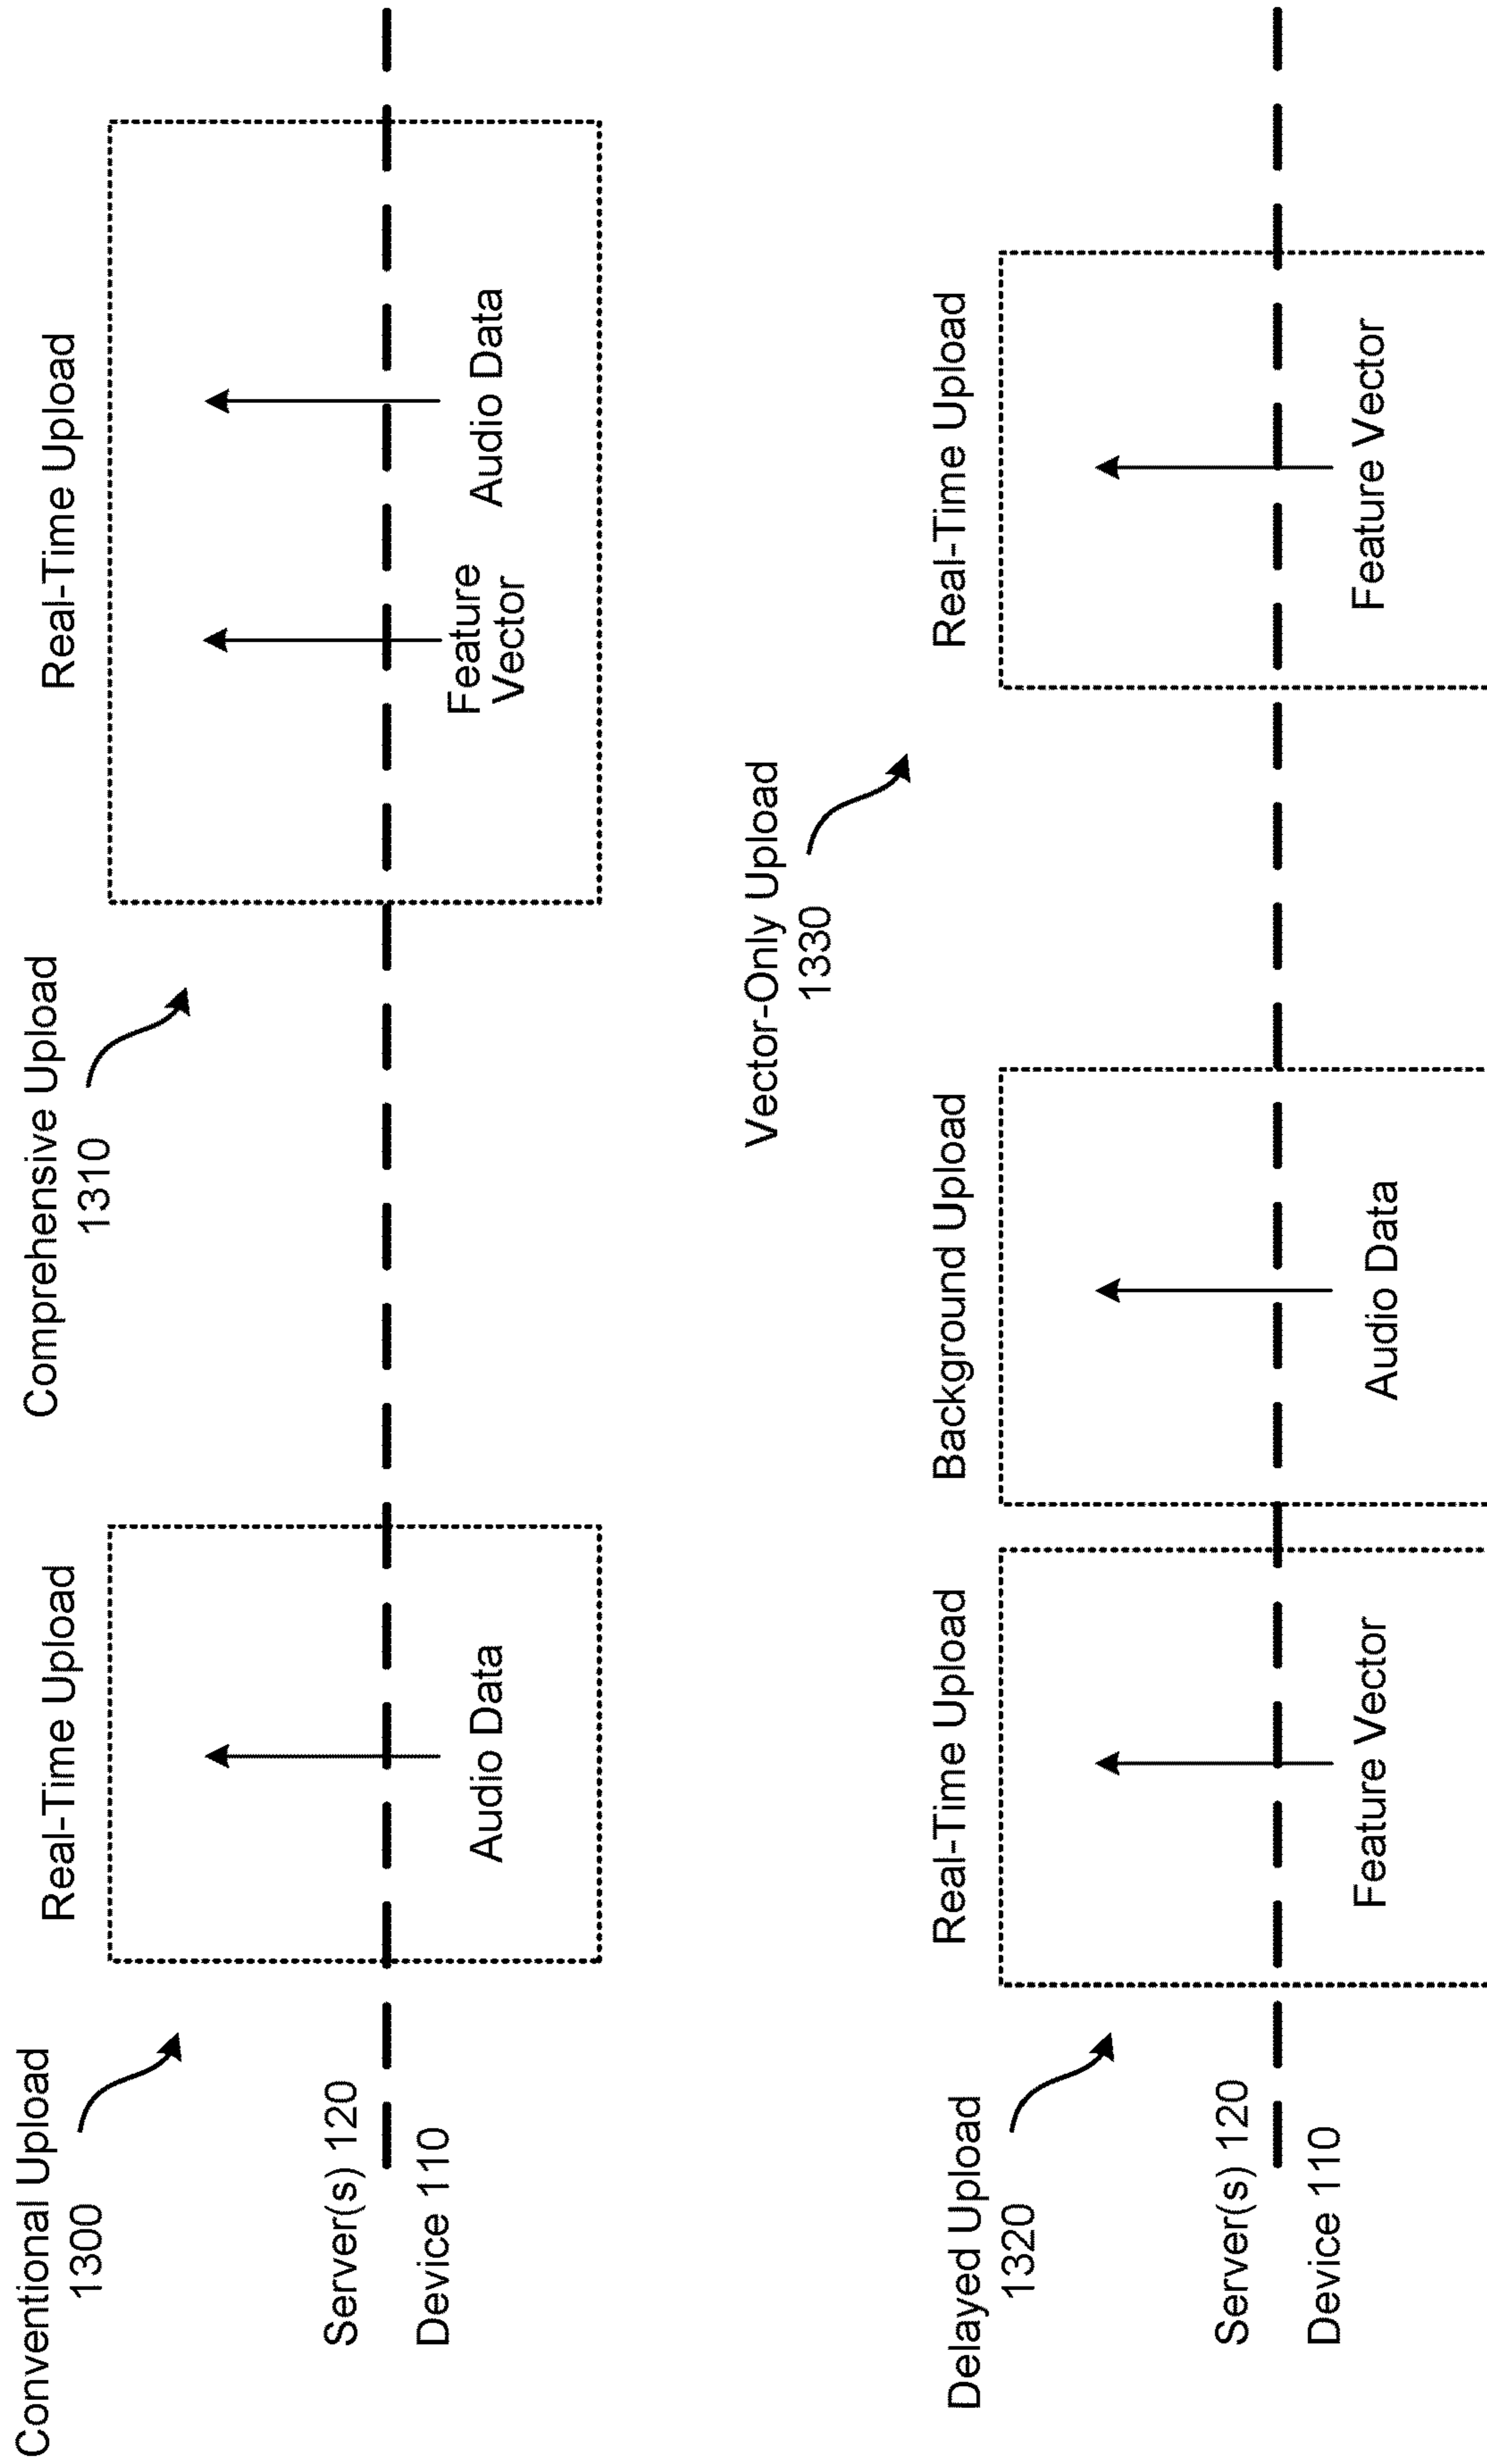 Conventional Upload
1300
Real-Time Upload
Audio Data
Comprehensive Upload
1310
Real-Time Upload
Feature
Vector
Audio Data
Server(s) 120
Device 110
Delayed Upload
1320
Real-Time Upload
Feature Vector
Background Upload
Audio Data
Vector-Only Upload
1330
Real-Time Upload
Feature Vector
Server(s) 120
Device 110